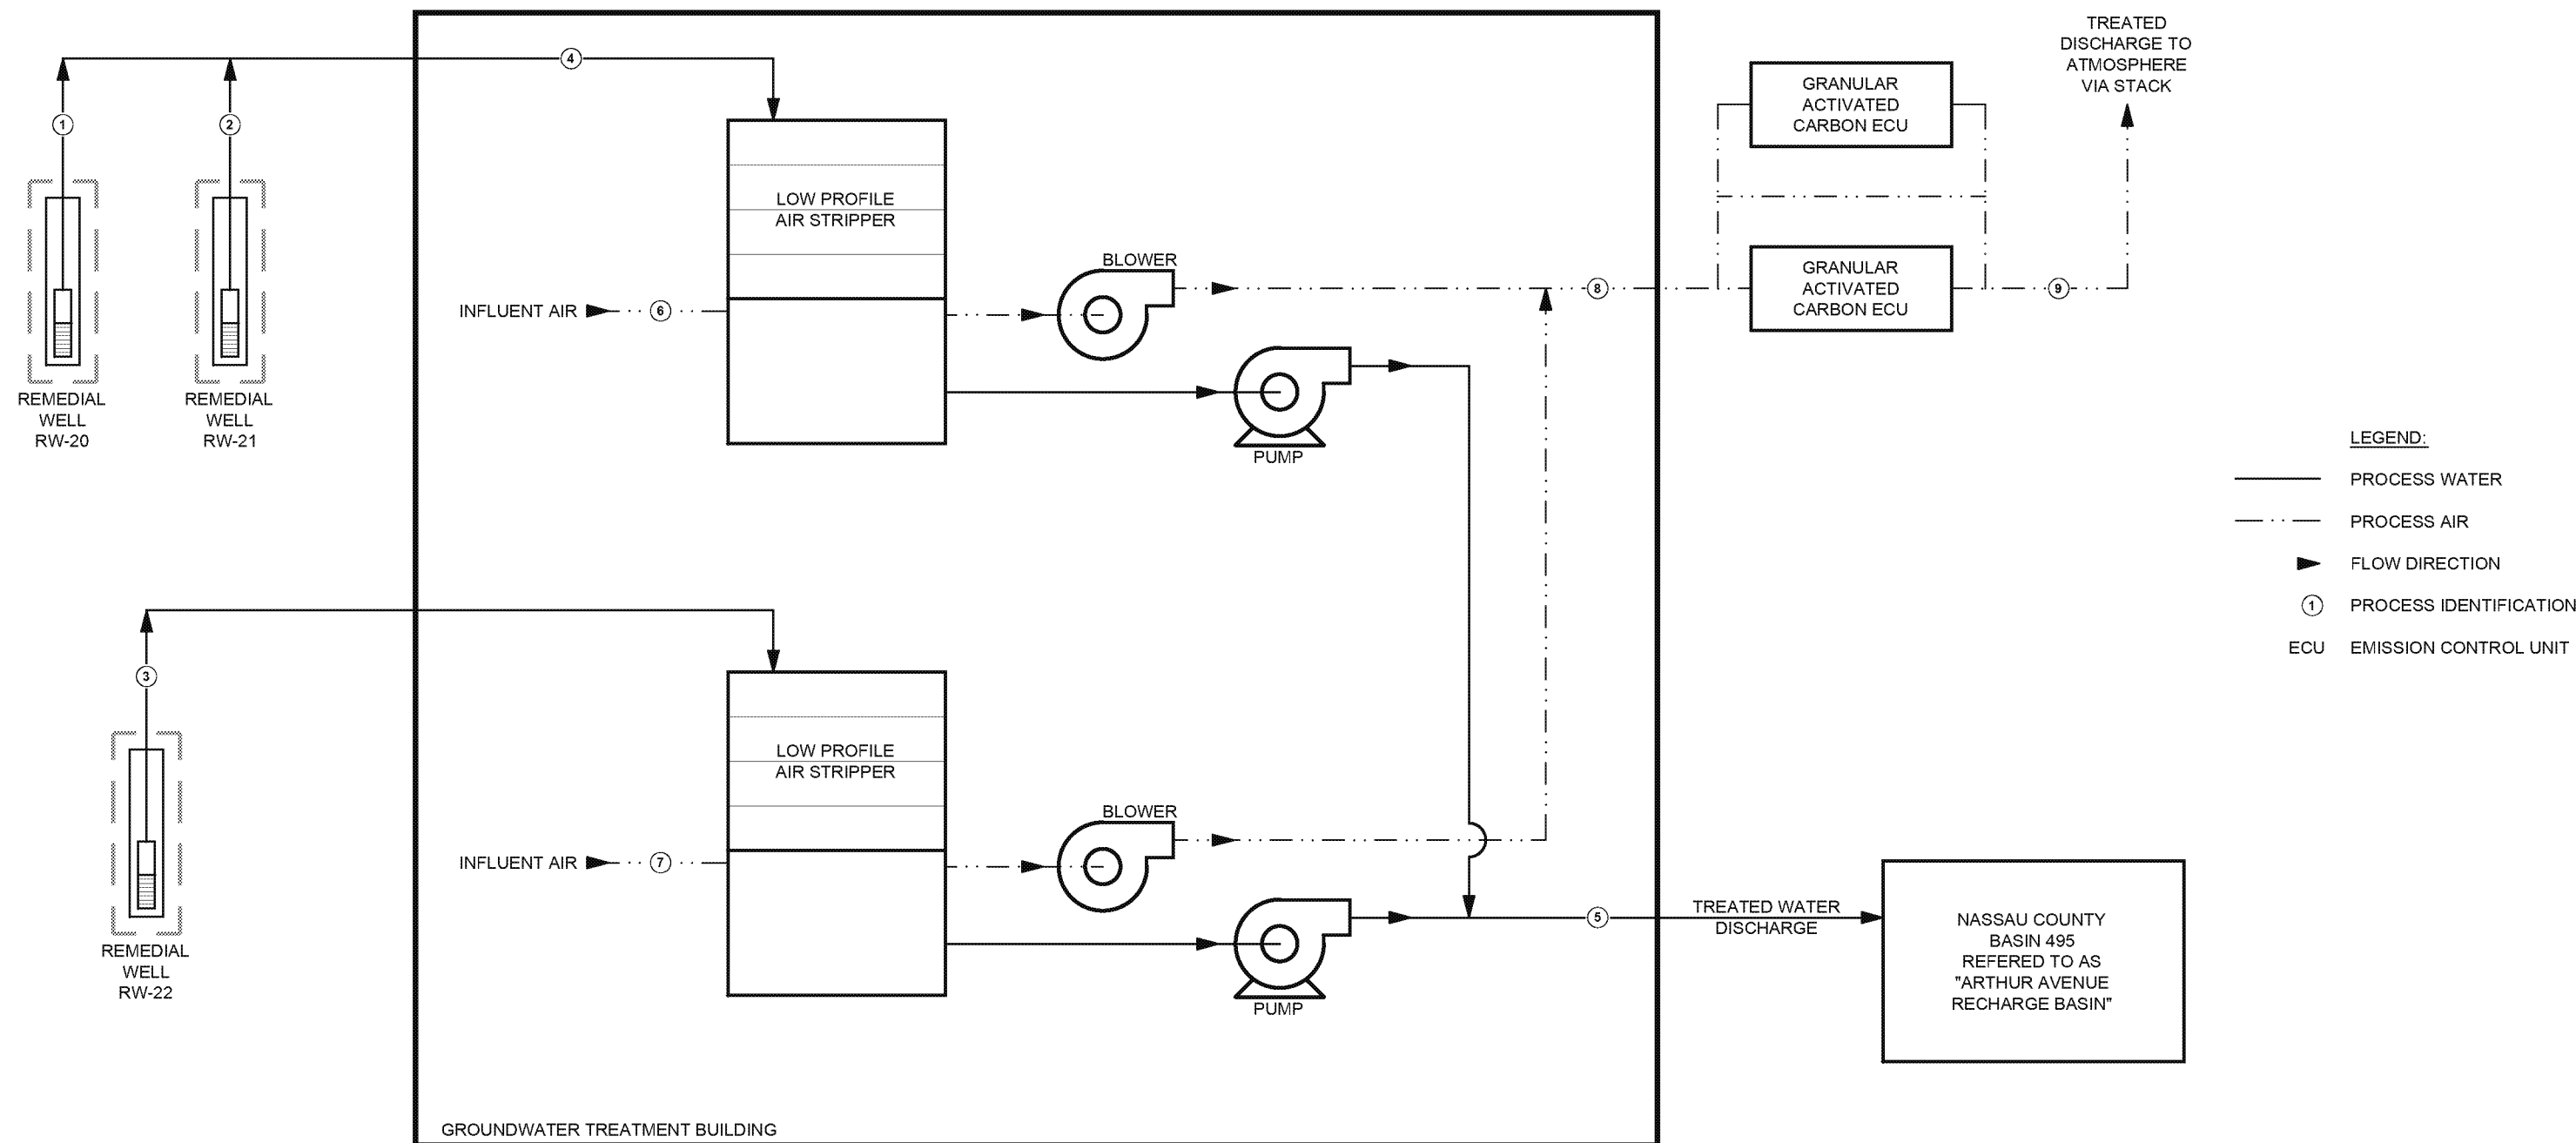 TREATED
DISCHARGE TO
ATMOSPHERE
VIA STACK
4
GRANULAR
ACTIVATED
CARBON ECU
1
2
LOW PROFILE
AIR STRIPPER
BLOWER
GRANULAR
ACTIVATED
CARBON ECU
8
9
INFLUENT AIR
6
REMEDIAL
WELL
RW-20
REMEDIAL
WELL
RW-21
PUMP
LEGEND:
PROCESS WATER
PROCESS AIR
FLOW DIRECTION
1 PROCESS IDENTIFICATION
ECU EMISSION CONTROL UNIT
3
LOW PROFILE
AIR STRIPPER
BLOWER
INFLUENT AIR
7
REMEDIAL
WELL
RW-22
PUMP
5
TREATED WATER
DISCHARGE
NASSAU COUNTY
BASIN 495
REFERED TO AS
"ARTHUR AVENUE
RECHARGE BASIN"
GROUNDWATER TREATMENT BUILDING